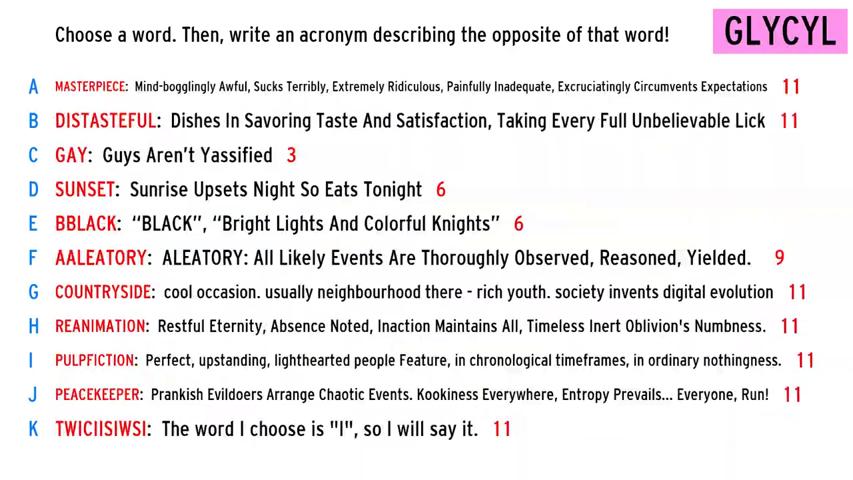 Choose a word. Then, write an acronym describing the opposite of that word!
GLYCYL
A MASTERPIECE: Mind-bogglingly Awful, Sucks Terribly, Extremely Ridiculous, Painfully Inadequate, Excruciatingly Circumvents Expectations 11
B DISTASTEFUL: Dishes In Savoring Taste And Satisfaction, Taking Every Full Unbelievable Lick 11
C GAY: Guys Aren't Yassified 3
D SUNSET: Sunrise Upsets Night So Eats Tonight 6
E BBLACK: “BLACK”, “Bright Lights And Colorful Knights” 6
F AALEATORY: ALEATORY: All Likely Events Are Thoroughly Observed, Reasoned, Yielded. 9
G COUNTRYSIDE: cool occasion. usually neighbourhood there - rich youth. society invents digital evolution 11
H REANIMATION: Restful Eternity, Absence Noted, Inaction Maintains All, Timeless Inert Oblivion's Numbness. 11
I PULPFICTION: Perfect, upstanding, lighthearted people Feature, in chronological timeframes, in ordinary nothingness. 11
J PEACEKEEPER: Prankish Evildoers Arrange Chaotic Events. Kookiness Everywhere, Entropy Prevails... Everyone, Run! 11
K TWICIISIWSI: The word I choose is "I", so I will say it. 11